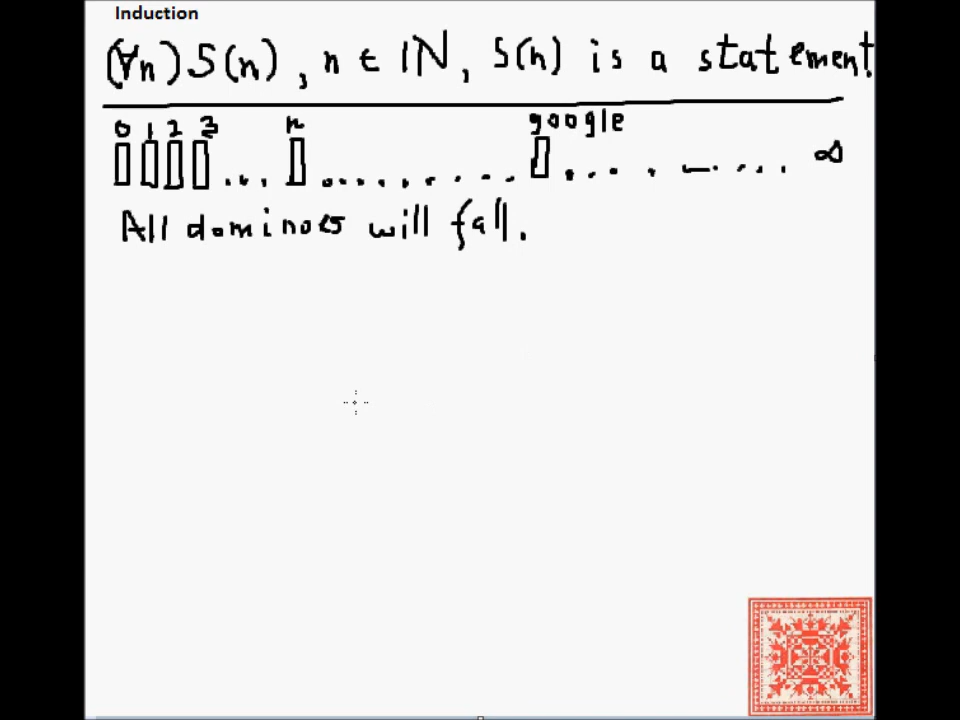 Induction
(∀n) S(n), n ∈ ℕ, S(n) is a statement.
0 1 2 3 n google
... ............... ∞
All dominoes will fall.